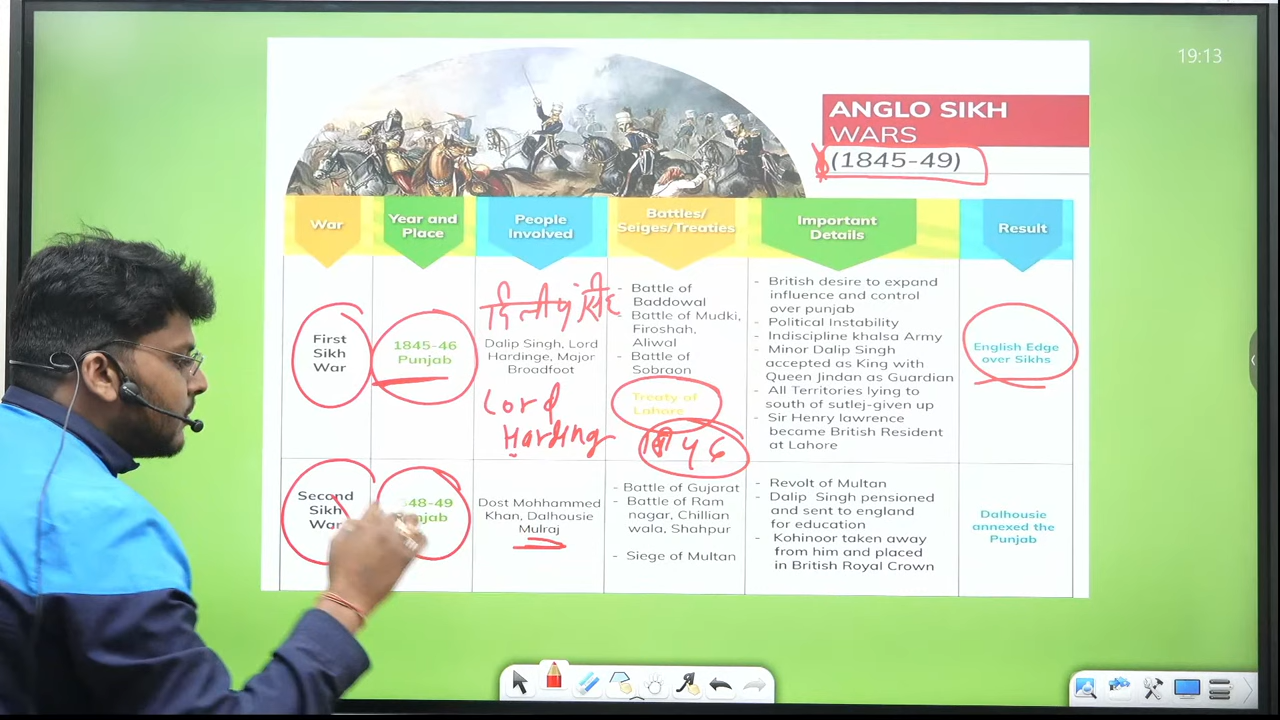 19:13
ANGLO SIKH
WARS
(1845-49)
War
Year and
Place
People
Involved
Battles/
Seiges/Treaties
Important
Details
Result
First
Sikh
War
1845-46
Punjab
दिलीप सिंह
Dalip Singh, Lord
Hardinge, Major
Broadfoot
Lord
Harding
- Battle of
Baddowal
Battle of Mudki,
Firoshah,
Aliwal
- Battle of
Sobraon
Treaty of
Lahore
- British desire to expand
influence and control
over punjab
- Political Instability
- Indiscipline khalsa Army
- Minor Dalip Singh
accepted as King with
Queen Jindan as Guardian
- All Territories lying to
south of sutlej-given up
- Sir Henry lawrence
became British Resident
at Lahore
English Edge
over Sikhs
Second
Sikh
War
48-49
njab
Dost Mohhammed
Khan, Dalhousie
Mulraj
- Battle of Gujarat
- Battle of Ram
nagar, Chillian
wala, Shahpur
- Siege of Multan
- Revolt of Multan
- Dalip Singh pensioned
and sent to england
for education
- Kohinoor taken away
from him and placed
in British Royal Crown
Dalhousie
annexed the
Punjab